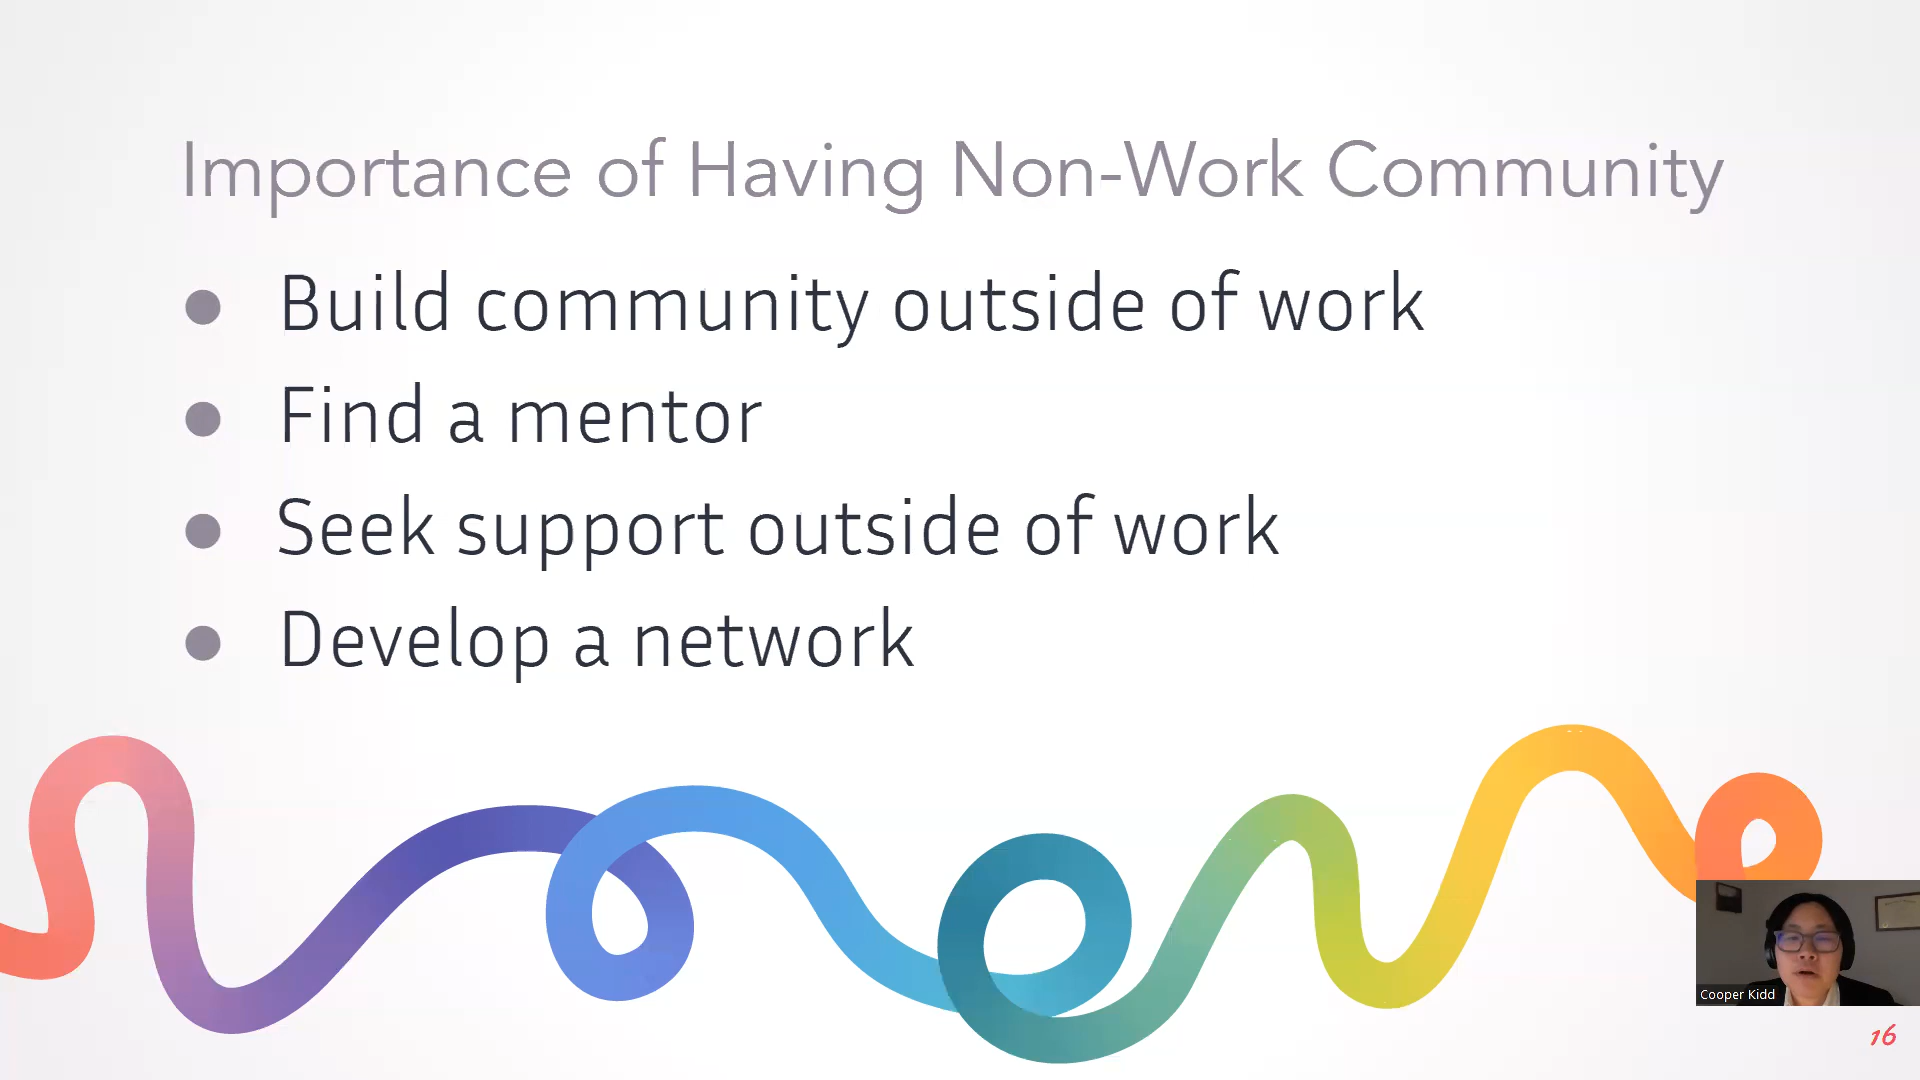 Importance of Having Non-Work Community
● Build community outside of work
● Find a mentor
● Seek support outside of work
● Develop a network
Cooper Kidd
16